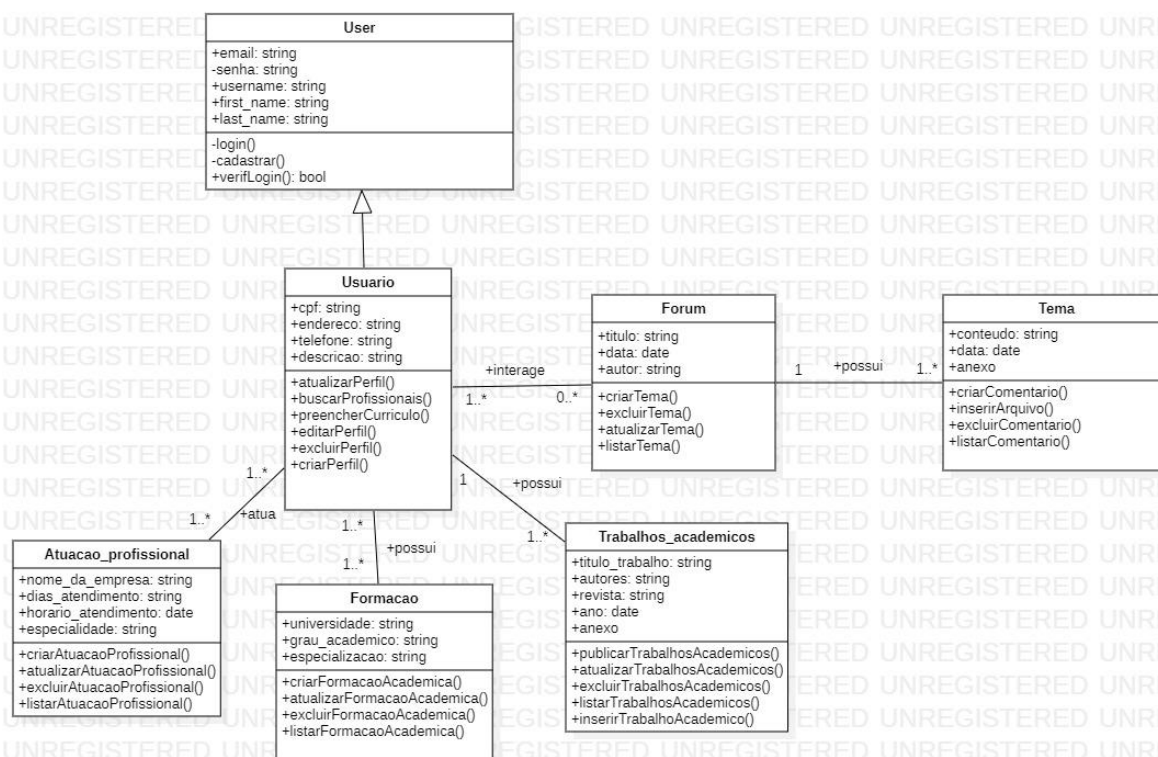 User
+email: string
-senha: string
+username: string
+first_name: string
+last_name: string
-login()
-cadastrar()
+verifLogin(): bool
Usuario
+cpf: string
+endereco: string
+telefone: string
+descricao: string
+atualizarPerfil()
+buscarProfissionais()
+preencherCurriculo()
+editarPerfil()
+excluirPerfil()
+criarPerfil()
+interage
1..*
0..*
Forum
+titulo: string
+data: date
+autor: string
+criarTema()
+excluirTema()
+atualizarTema()
+listarTema()
1
+possui
1..*
Tema
+conteudo: string
+data: date
+anexo
+criarComentario()
+inserirArquivo()
+excluirComentario()
+listarComentario()
1..*
+atua
1..*
Atuacao_profissional
+nome_da_empresa: string
+dias_atendimento: string
+horario_atendimento: date
+especialidade: string
+criarAtuacaoProfissional()
+atualizarAtuacaoProfissional()
+excluirAtuacaoProfissional()
+listarAtuacaoProfissional()
1..*
+possui
1..*
Formacao
+universidade: string
+grau_academico: string
+especializacao: string
+criarFormacaoAcademica()
+atualizarFormacaoAcademica()
+excluirFormacaoAcademica()
+listarFormacaoAcademica()
1
+possui
1..*
Trabalhos_academicos
+titulo_trabalho: string
+autores: string
+revista: string
+ano: date
+anexo
+publicarTrabalhosAcademicos()
+atualizarTrabalhosAcademicos()
+excluirTrabalhosAcademicos()
+listarTrabalhosAcademicos()
+inserirTrabalhoAcademico()